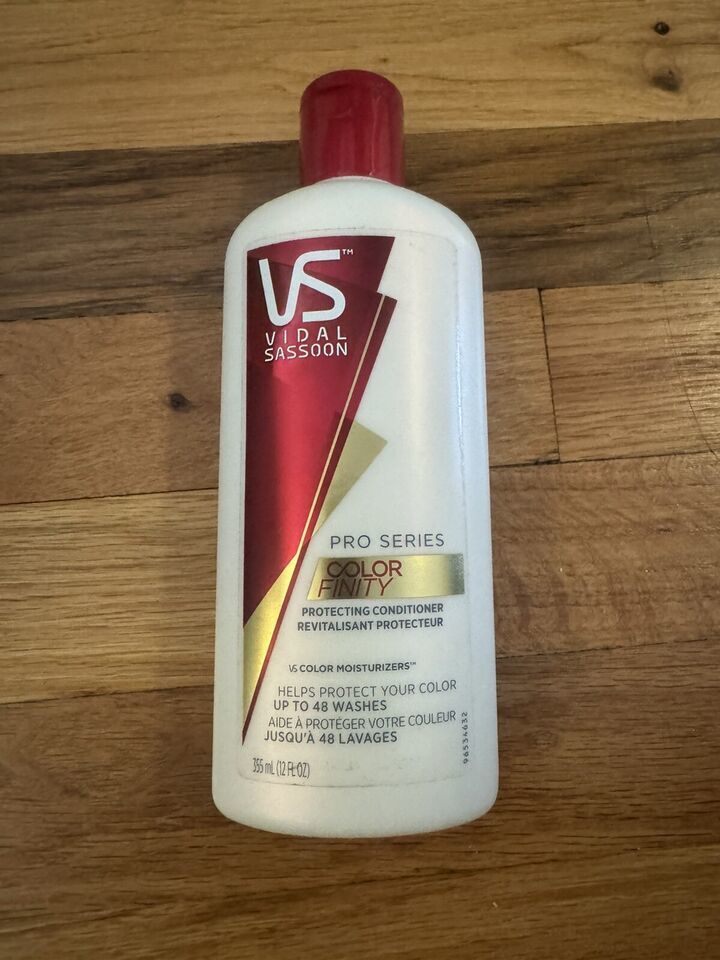 VS™
VIDAL
SASSOON
PRO SERIES
COLOR
FINITY
PROTECTING CONDITIONER
REVITALISANT PROTECTEUR
VS COLOR MOISTURIZERS™
HELPS PROTECT YOUR COLOR
UP TO 48 WASHES
AIDE À PROTÉGER VOTRE COULEUR
JUSQU'À 48 LAVAGES
355 mL (12 FL OZ)
96534632